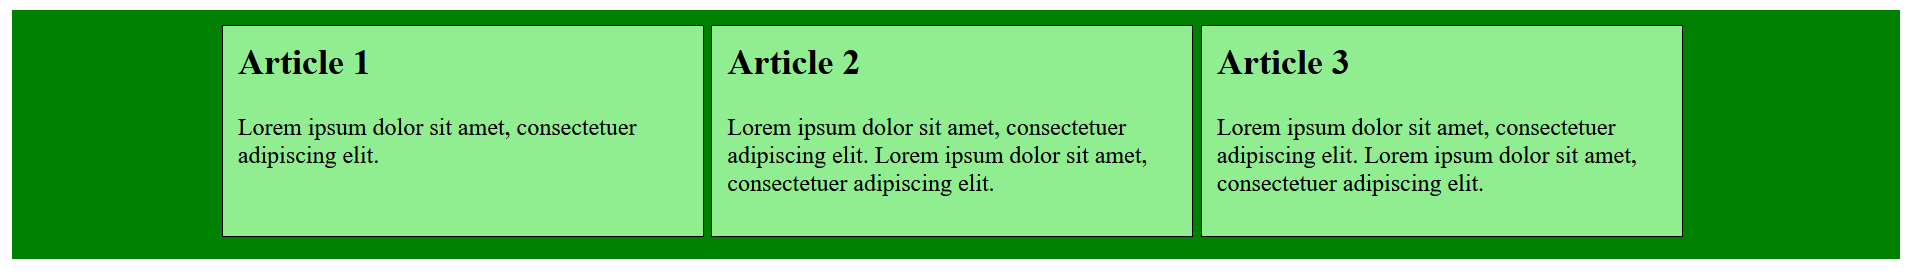 Article 1
Lorem ipsum dolor sit amet, consectetuer
adipiscing elit.
Article 2
Lorem ipsum dolor sit amet, consectetuer
adipiscing elit. Lorem ipsum dolor sit amet,
consectetuer adipiscing elit.
Article 3
Lorem ipsum dolor sit amet, consectetuer
adipiscing elit. Lorem ipsum dolor sit amet,
consectetuer adipiscing elit.